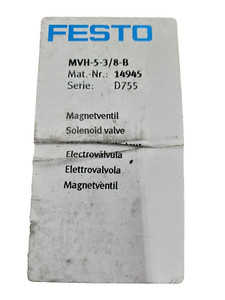 FESTO
MVH-5-3/8-B
Mat.-Nr.: 14945
Serie: D755
Magnetventil
Solenoid valve
Electroválvula
Elettrovalvola
Magnetventil